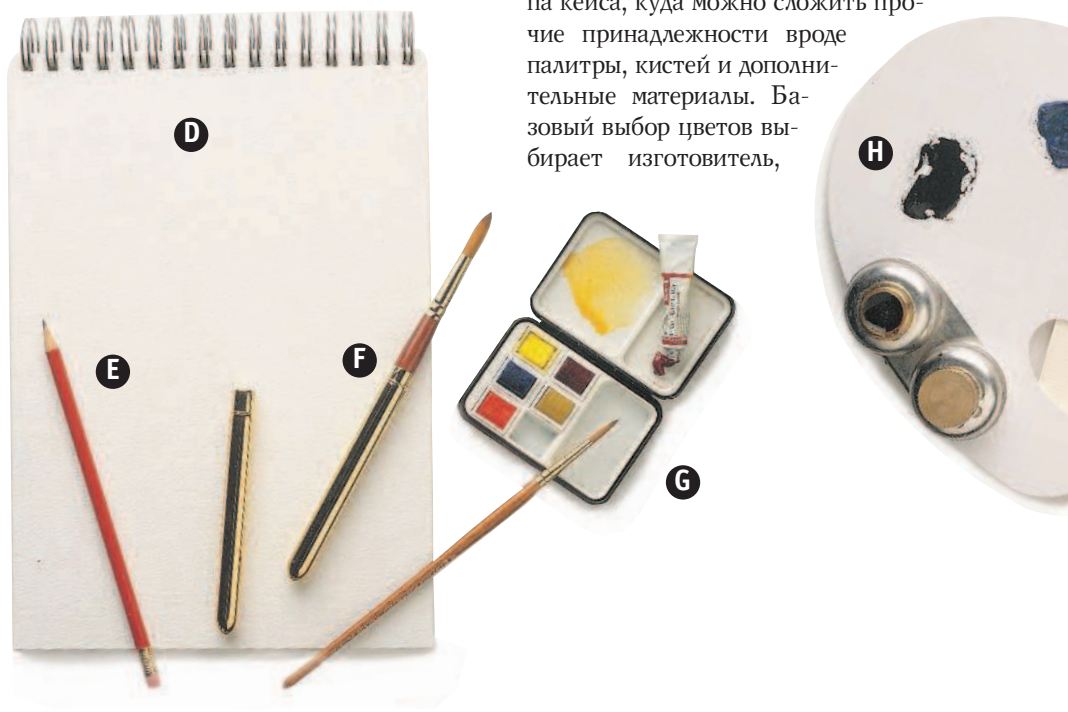 па кейса, куда можно сложить про-
чие принадлежности вроде
палитры, кистей и дополни-
тельные материалы. Ба-
зовый выбор цветов вы-
бирает изготовитель,
D
H
E
F
G